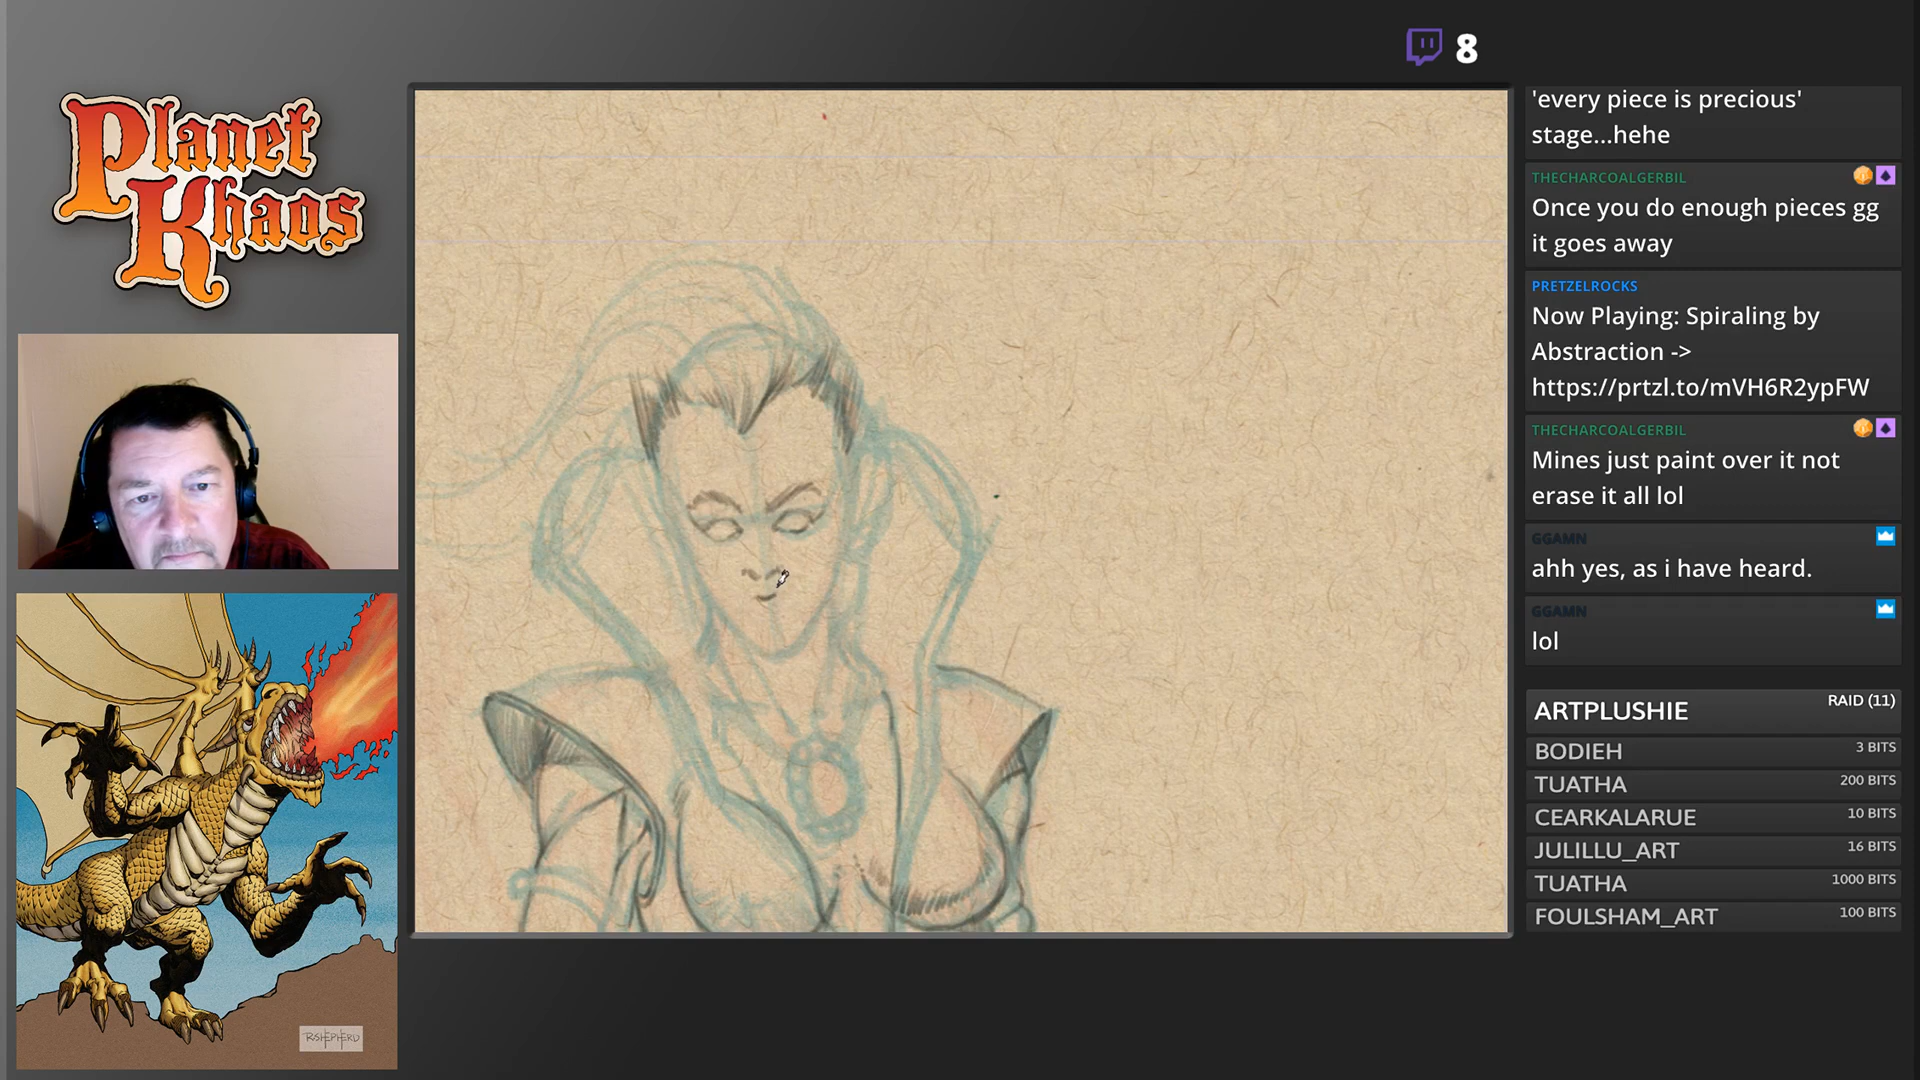 8
Planet
Khaos
'every piece is precious'
stage...hehe
THECHARCOALGERBIL
Once you do enough pieces gg
it goes away
PRETZELROCKS
Now Playing: Spiraling by
Abstraction ->
https://prtzl.to/mVH6R2ypFW
THECHARCOALGERBIL
Mines just paint over it not
erase it all lol
GGAMN
ahh yes, as i have heard.
GGAMN
lol
ARTPLUSHIE RAID (11)
BODIEH 3 BITS
TUATHA 200 BITS
CEARKALARUE 10 BITS
JULILLU_ART 16 BITS
TUATHA 1000 BITS
FOULSHAM_ART 100 BITS
R.SHEPHERD